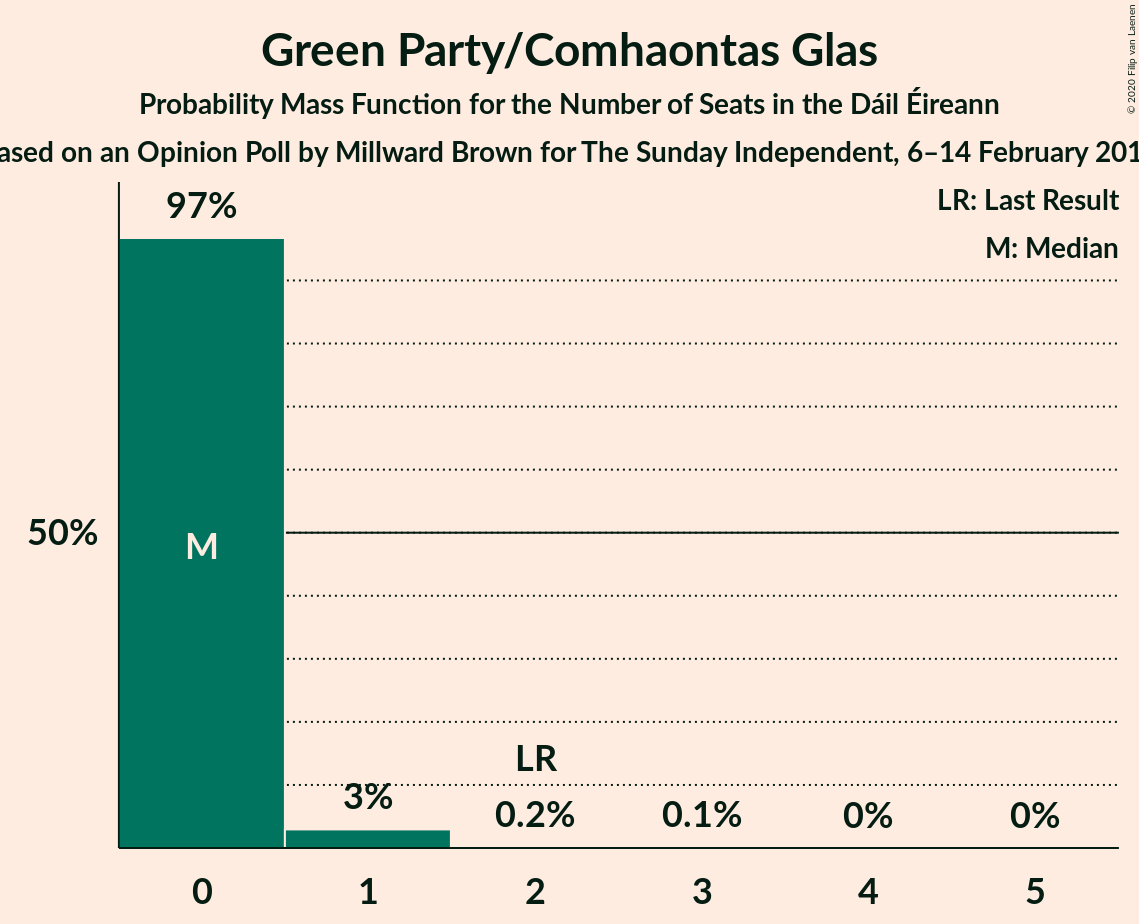 Green Party/Comhaontas Glas
Probability Mass Function for the Number of Seats in the Dáil Éireann
ased on an Opinion Poll by Millward Brown for The Sunday Independent, 6–14 February 201
© 2020 Filip van Laenen
LR: Last Result
M: Median
97%
50%
M
LR
3%
0.2%
0.1%
0%
0%
0
1
2
3
4
5